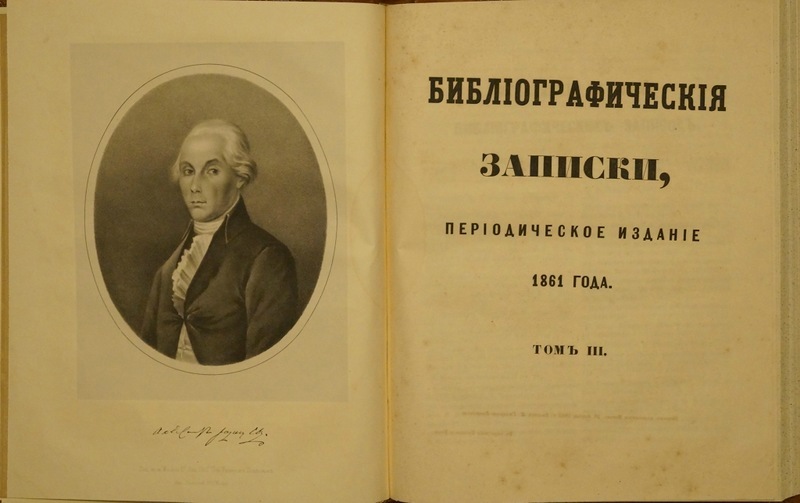 БИБЛІОГРАФИЧЕСКІЯ
ЗАПИСКИ,
ПЕРІОДИЧЕСКОЕ ИЗДАНІЕ
1861 ГОДА.
ТОМЪ III.